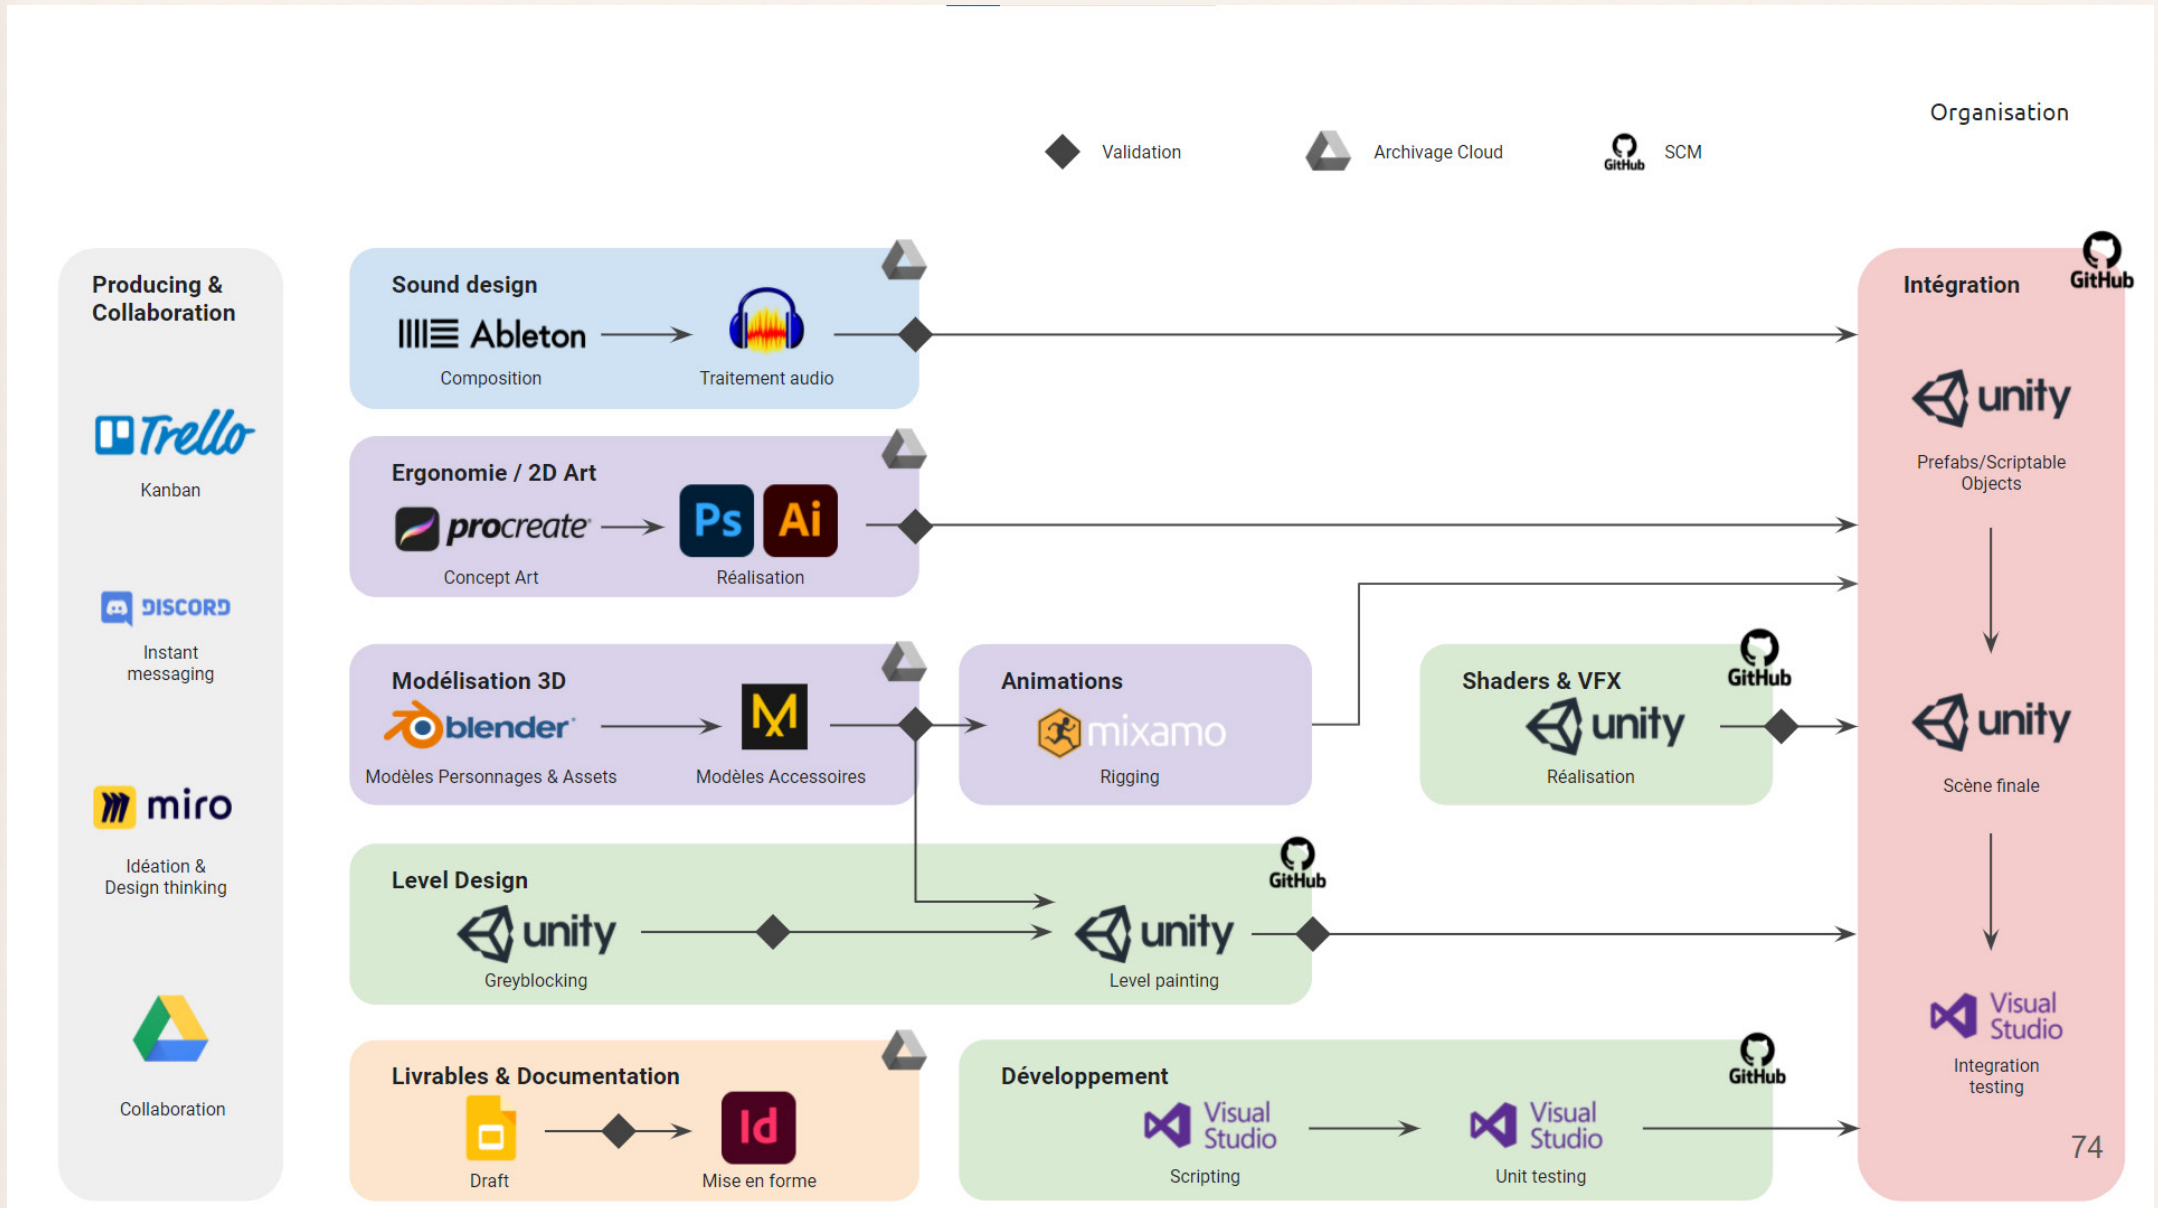 Organisation
Validation
Archivage Cloud
GitHub
SCM
Producing &
Collaboration
Trello
Kanban
DISCORD
Instant
messaging
miro
Idéation &
Design thinking
Collaboration
Sound design
Ableton
Composition
Traitement audio
Ergonomie / 2D Art
procreate
Concept Art
Ps
Ai
Réalisation
Modélisation 3D
blender
Modèles Personnages & Assets
M
Modèles Accessoires
Animations
mixamo
Rigging
Shaders & VFX
GitHub
unity
Réalisation
Level Design
GitHub
unity
Greyblocking
unity
Level painting
Livrables & Documentation
Draft
Id
Mise en forme
Développement
GitHub
Visual
Studio
Scripting
Visual
Studio
Unit testing
Intégration
GitHub
unity
Prefabs/Scriptable
Objects
unity
Scène finale
Visual
Studio
Integration
testing
74